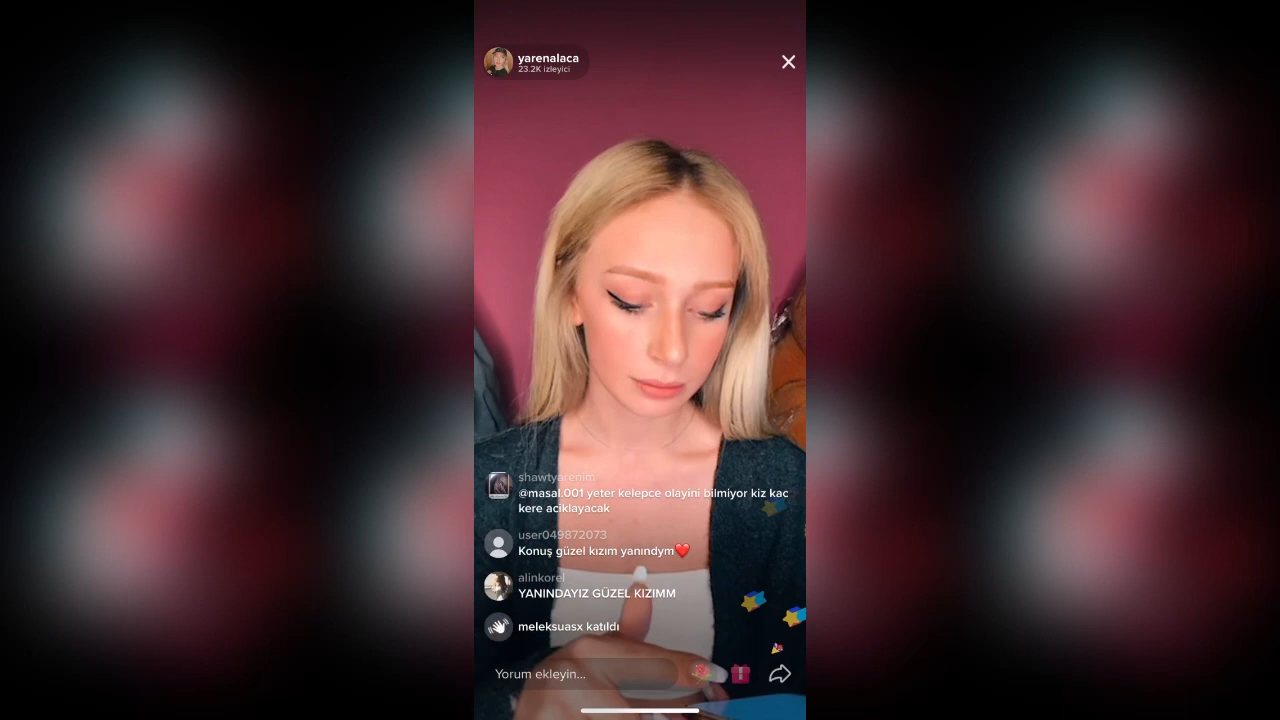 yarenalaca
23.2K izleyici
shawtyarenim
@masal.001 yeter kelepce olayini bilmiyor kiz kac
kere aciklayacak
user049872073
Konuş güzel kızım yanındym❤️
alinkorel
YANINDAYIZ GÜZEL KIZIMM
meleksuasx katıldı
Yorum ekleyin...